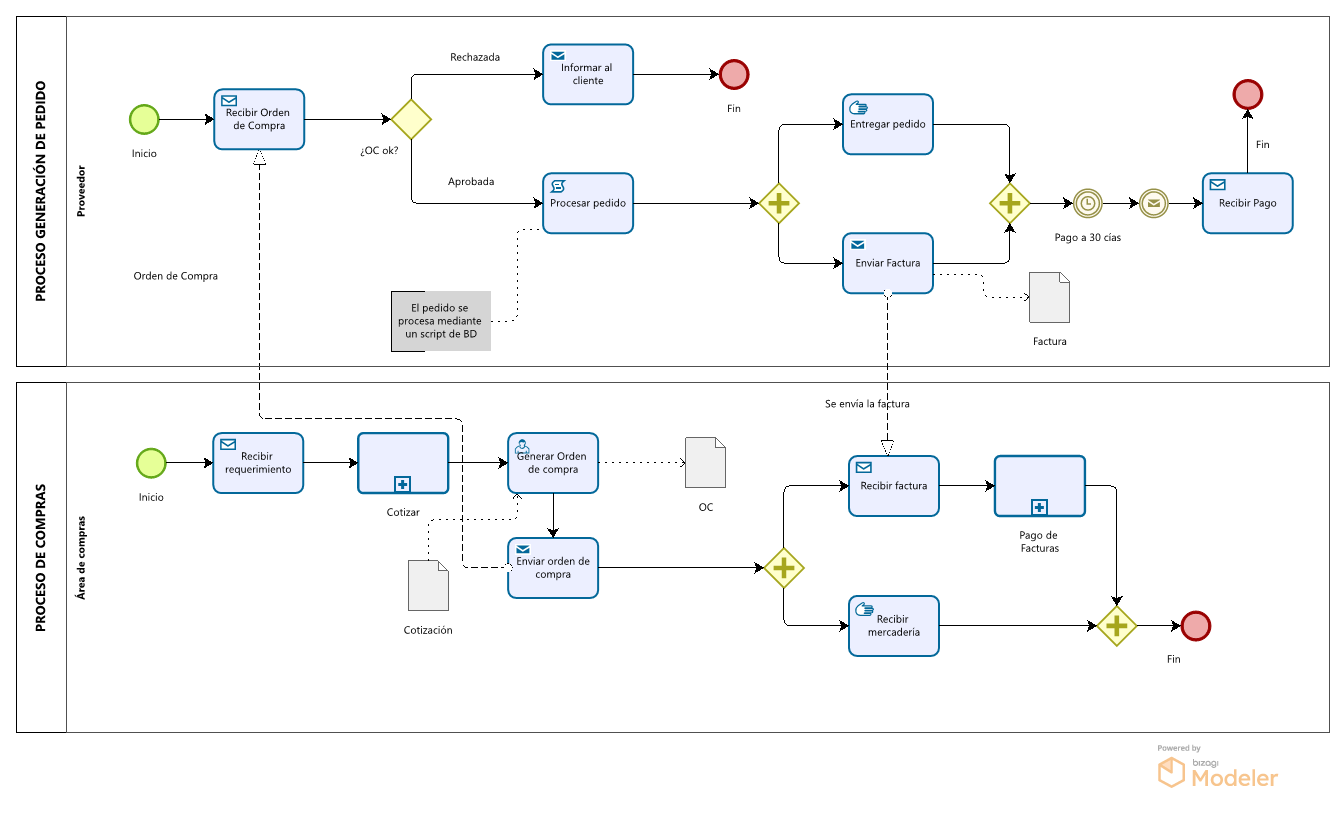 PROCESO GENERACIÓN DE PEDIDO
Proveedor
Inicio
Recibir Orden
de Compra
¿OC ok?
Rechazada
Informar al
cliente
Fin
Aprobada
Procesar pedido
El pedido se
procesa mediante
un script de BD
Orden de Compra
Entregar pedido
Enviar Factura
Factura
Pago a 30 cías
Recibir Pago
Fin
Se envía la factura
PROCESO DE COMPRAS
Área de compras
Inicio
Recibir
requerimiento
Cotizar
Generar Orden
de compra
OC
Cotización
Enviar orden de
compra
Recibir factura
Pago de
Facturas
Recibir
mercadería
Fin
Powered by
bizagi
Modeler